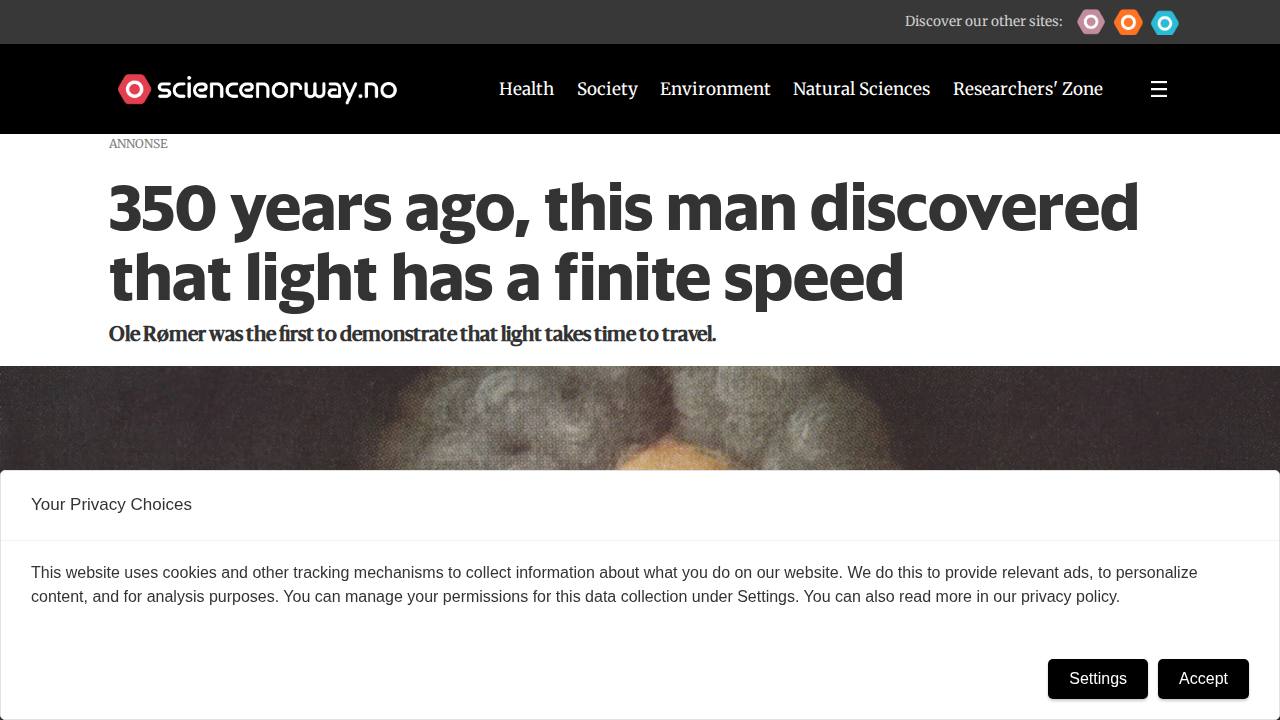 Discover our other sites:
sciencenorway.no
Health Society Environment Natural Sciences Researchers' Zone
ANNONSE
350 years ago, this man discovered
that light has a finite speed
Ole Rømer was the first to demonstrate that light takes time to travel.
Your Privacy Choices
This website uses cookies and other tracking mechanisms to collect information about what you do on our website. We do this to provide relevant ads, to personalize
content, and for analysis purposes. You can manage your permissions for this data collection under Settings. You can also read more in our privacy policy.
Settings Accept